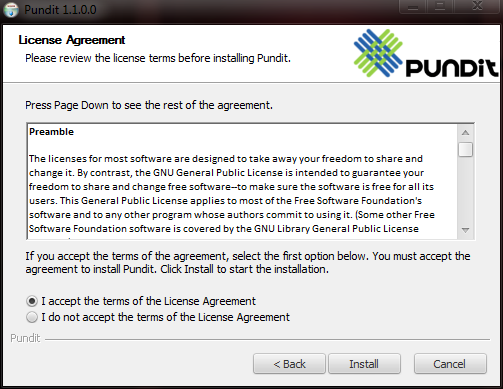 Pundit 1.1.0.0
License Agreement
Please review the license terms before installing Pundit.
PUNDit
Press Page Down to see the rest of the agreement.
Preamble
The licenses for most software are designed to take away your freedom to share and
change it. By contrast, the GNU General Public License is intended to guarantee your
freedom to share and change free software--to make sure the software is free for all its
users. This General Public License applies to most of the Free Software Foundation's
software and to any other program whose authors commit to using it. (Some other Free
Software Foundation software is covered by the GNU Library General Public License
If you accept the terms of the agreement, select the first option below. You must accept the
agreement to install Pundit. Click Install to start the installation.
I accept the terms of the License Agreement
I do not accept the terms of the License Agreement
Pundit
< Back
Install
Cancel